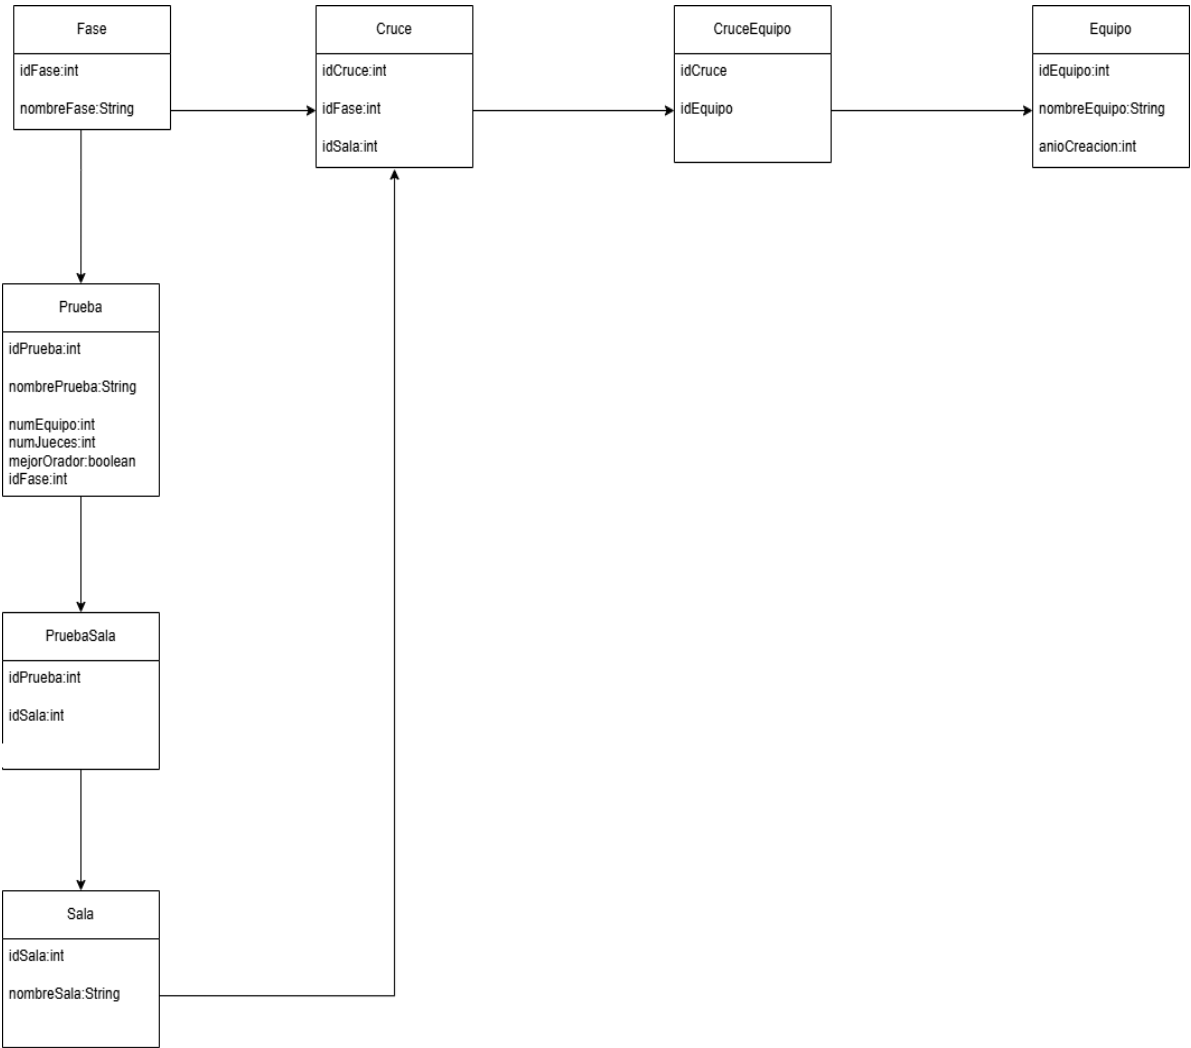 Fase
idFase:int
nombreFase:String
Cruce
idCruce:int
idFase:int
idSala:int
CruceEquipo
idCruce
idEquipo
Equipo
idEquipo:int
nombreEquipo:String
anioCreacion:int
Prueba
idPrueba:int
nombrePrueba:String
numEquipo:int
numJueces:int
mejorOrador:boolean
idFase:int
PruebaSala
idPrueba:int
idSala:int
Sala
idSala:int
nombreSala:String